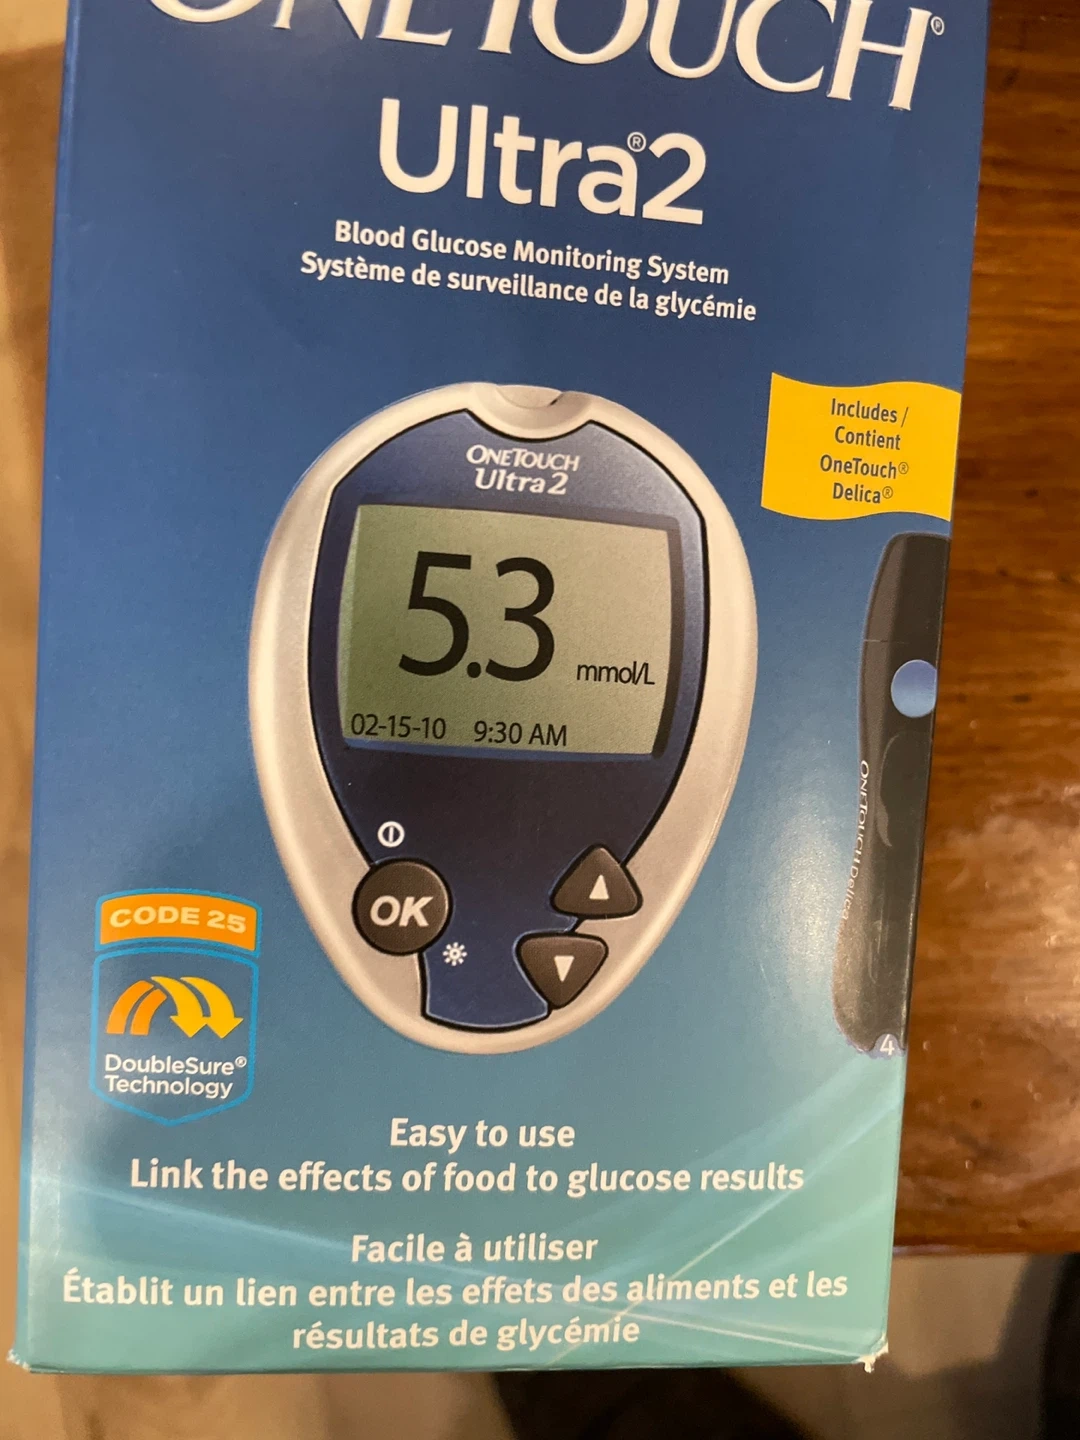 ONETOUCH®
Ultra®2
Blood Glucose Monitoring System
Système de surveillance de la glycémie
Includes /
Contient
OneTouch®
Delica®
ONETOUCH
Ultra 2
5.3 mmol/L
02-15-10 9:30 AM
OK
ONETOUCH Delica
4
CODE 25
DoubleSure®
Technology
Easy to use
Link the effects of food to glucose results
Facile à utiliser
Établit un lien entre les effets des aliments et les
résultats de glycémie